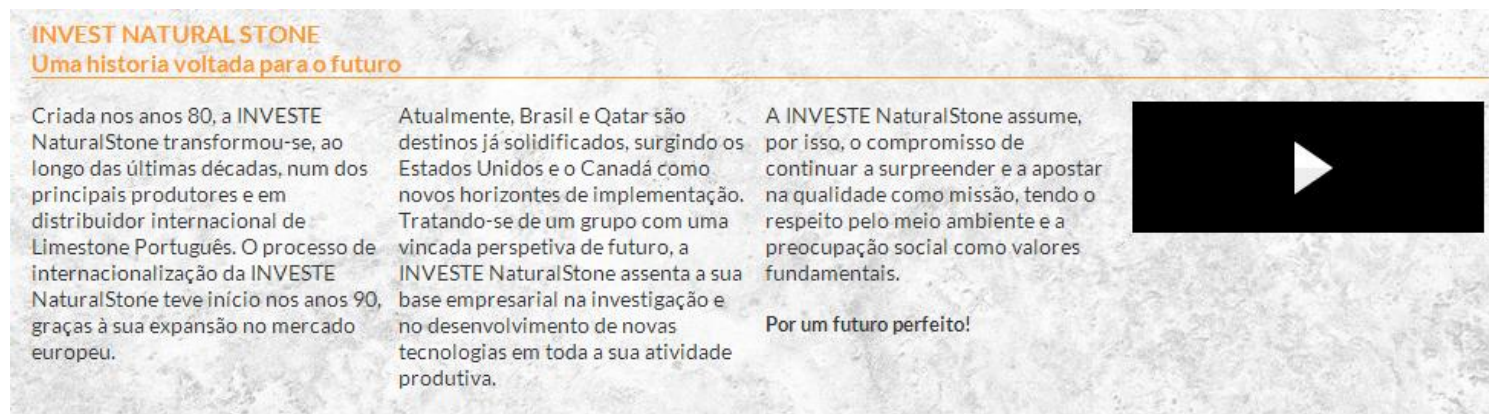 INVEST NATURAL STONE
Uma historia voltada para o futuro
Criada nos anos 80, a INVESTE
NaturalStone transformou-se, ao
longo das últimas décadas, num dos
principais produtores e em
distribuidor internacional de
Limestone Português. O processo de
internacionalização da INVESTE
NaturalStone teve início nos anos 90,
graças à sua expansão no mercado
europeu.
Atualmente, Brasil e Qatar são
destinos já solidificados, surgindo os
Estados Unidos e o Canadá como
novos horizontes de implementação.
Tratando-se de um grupo com uma
vincada perspetiva de futuro, a
INVESTE NaturalStone assenta a sua
base empresarial na investigação e
no desenvolvimento de novas
tecnologias em toda a sua atividade
produtiva.
A INVESTE NaturalStone assume,
por isso, o compromisso de
continuar a surpreender e a apostar
na qualidade como missão, tendo o
respeito pelo meio ambiente e a
preocupação social como valores
fundamentais.
Por um futuro perfeito!